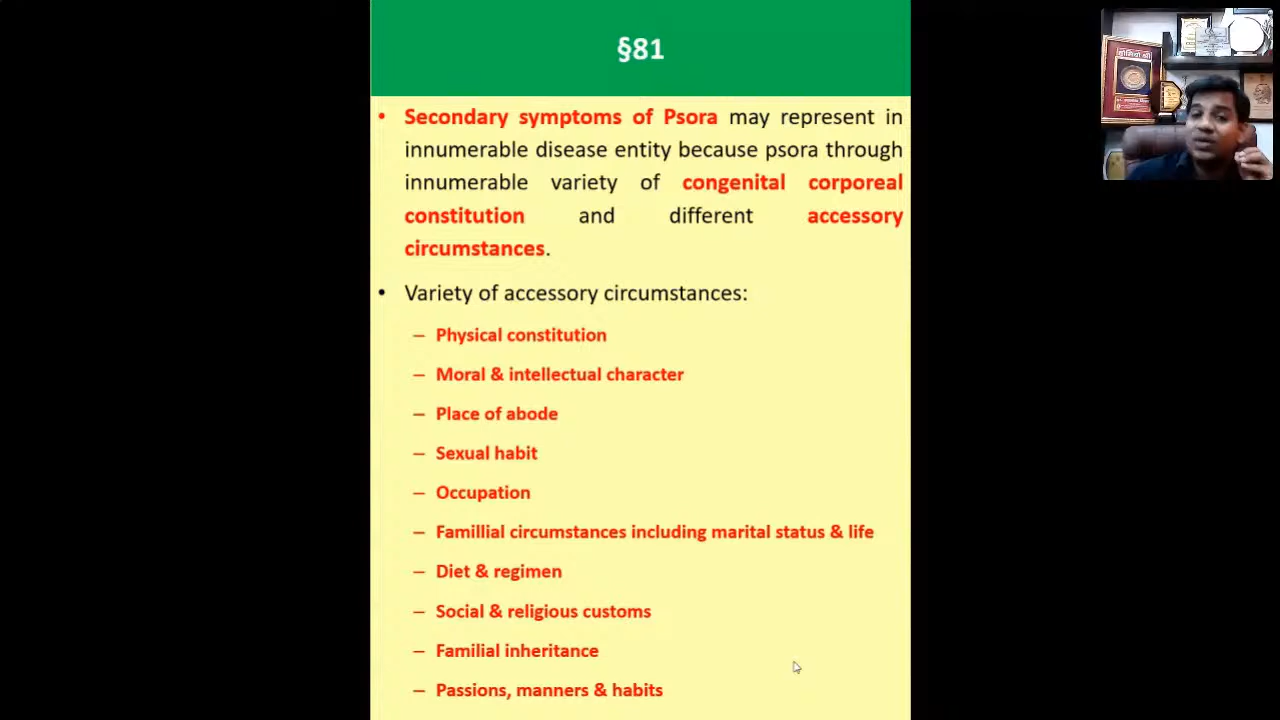 §81
• Secondary symptoms of Psora may represent in
innumerable disease entity because psora through
innumerable variety of congenital corporeal
constitution and different accessory
circumstances.
• Variety of accessory circumstances:
– Physical constitution
– Moral & intellectual character
– Place of abode
– Sexual habit
– Occupation
– Famillial circumstances including marital status & life
– Diet & regimen
– Social & religious customs
– Familial inheritance
– Passions, manners & habits